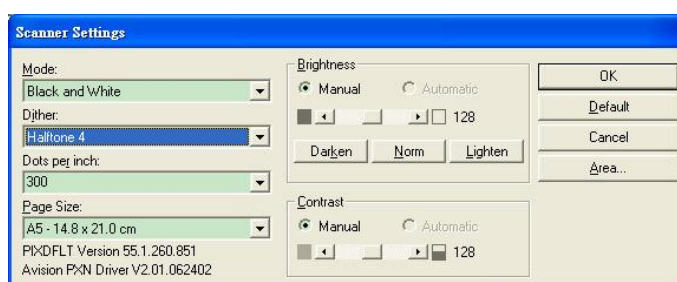 Scanner Settings
Mode:
Black and White
Dither:
Halftone 4
Dots per inch:
300
Page Size:
A5 - 14.8 x 21.0 cm
PIXDFLT Version 55.1.260.851
Avision PXN Driver V2.01.062402
Brightness
Manual Automatic
128
Darken Norm Lighten
Contrast
Manual Automatic
128
OK
Default
Cancel
Area...